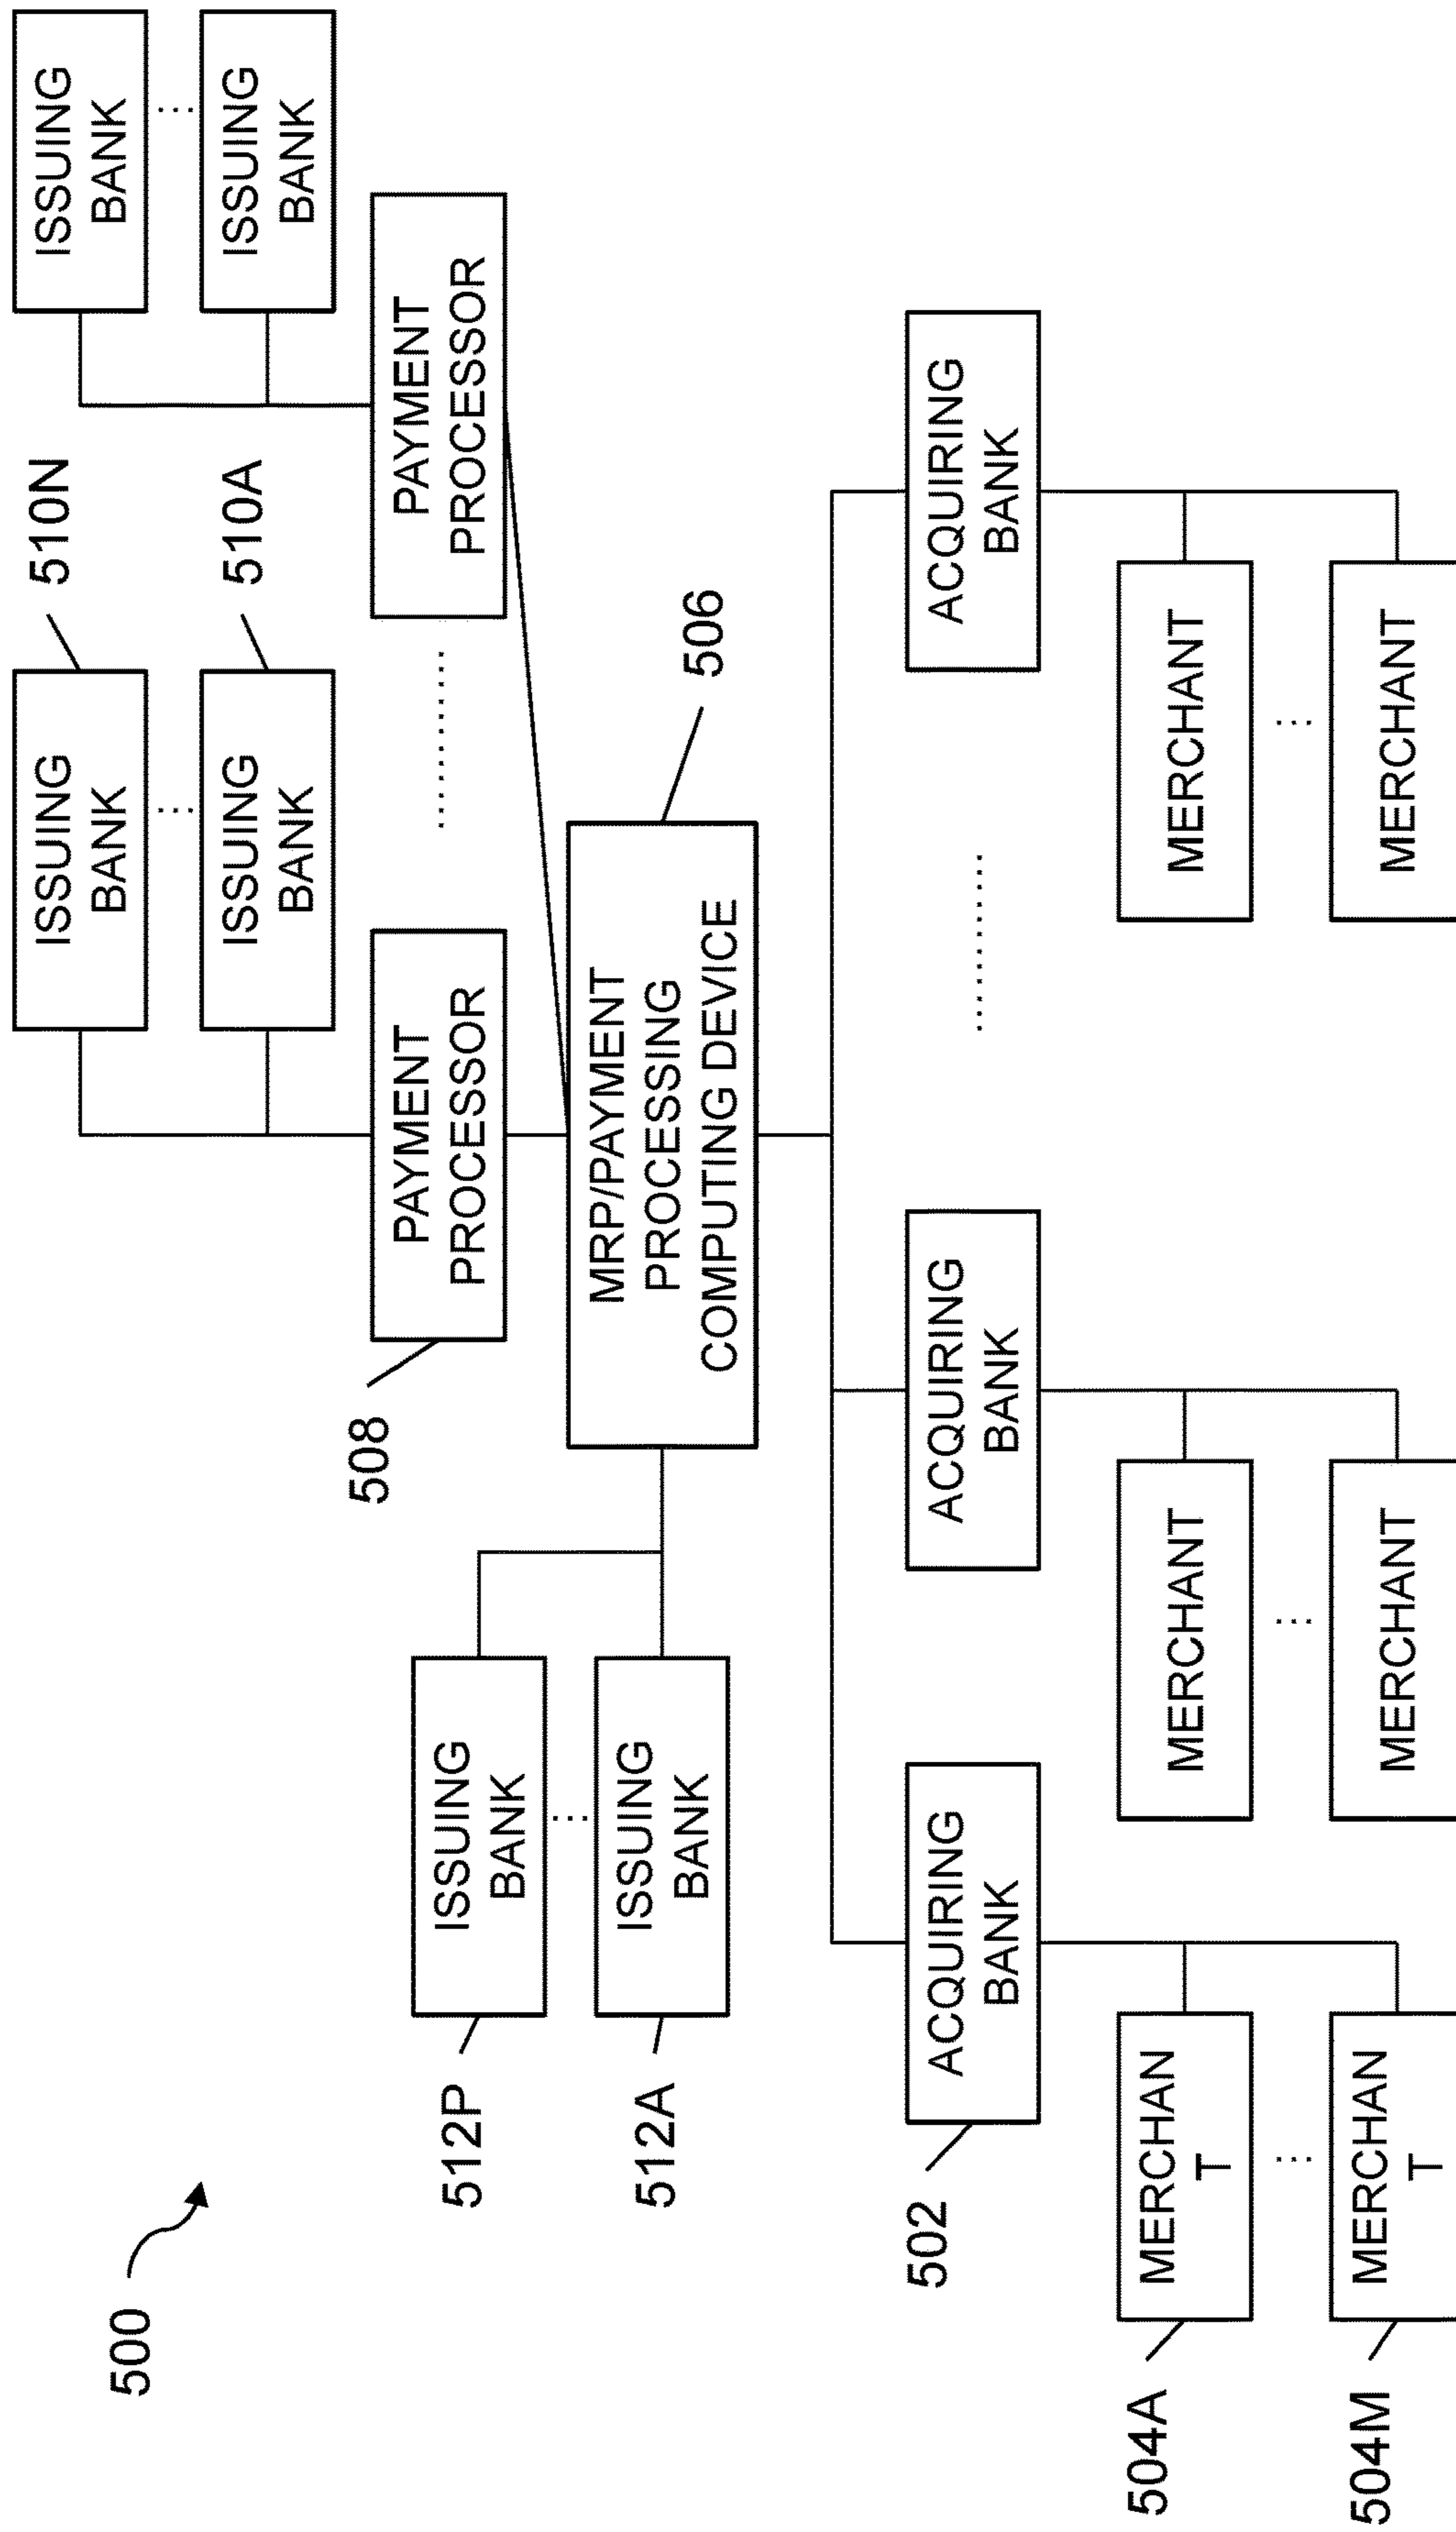 500
510N
510A
ISSUING
BANK
...
ISSUING
BANK
ISSUING
BANK
...
ISSUING
BANK
508
PAYMENT
PROCESSOR
.........
PAYMENT
PROCESSOR
512P
ISSUING
BANK
...
512A
ISSUING
BANK
MRP/PAYMENT
PROCESSING
COMPUTING DEVICE
506
502
ACQUIRING
BANK
ACQUIRING
BANK
.........
ACQUIRING
BANK
504A
MERCHAN
T
...
504M
MERCHAN
T
MERCHANT
...
MERCHANT
MERCHANT
...
MERCHANT